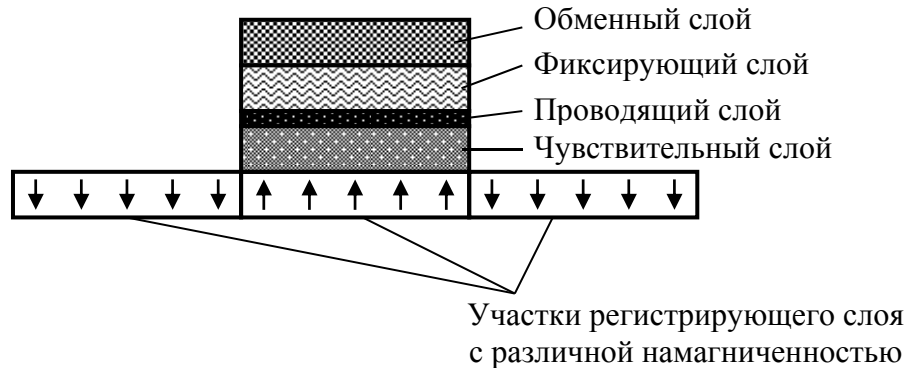 Обменный слой
Фиксирующий слой
Проводящий слой
Чувствительный слой
Участки регистрирующего слоя
с различной намагниченностью